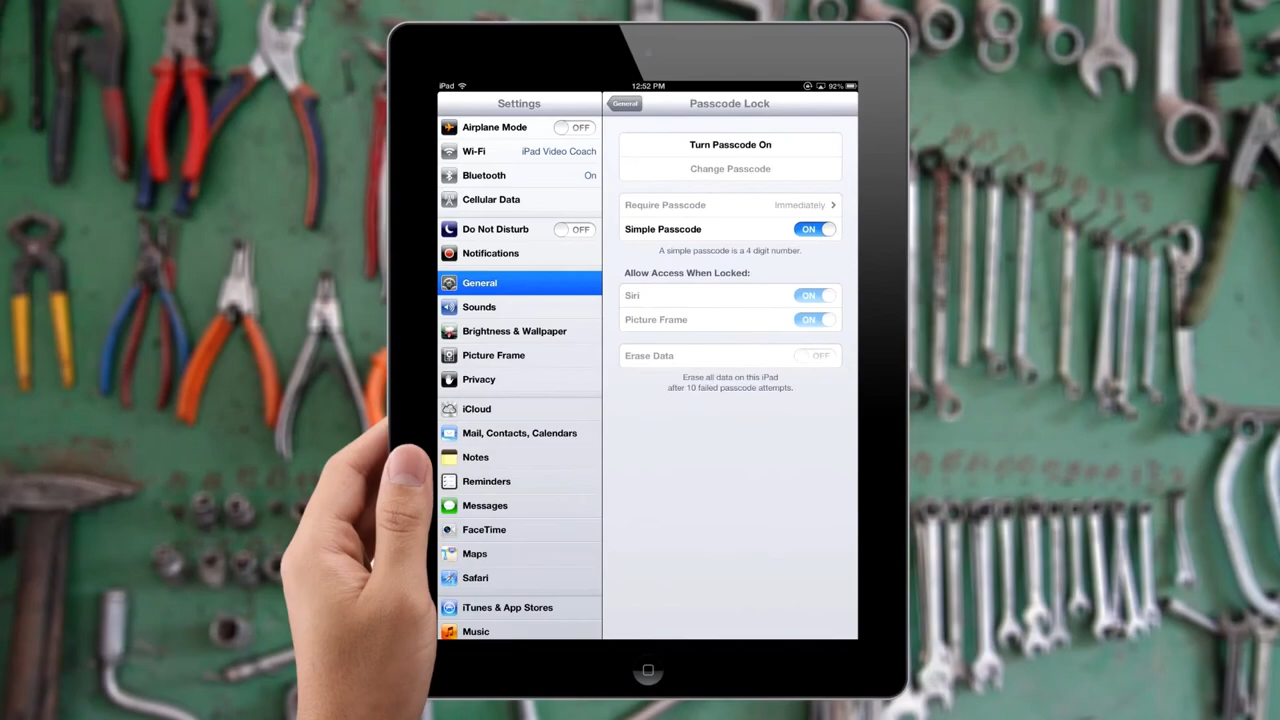 iPad
12:52 PM
92%
Settings
General
Passcode Lock
Airplane Mode OFF
Wi-Fi iPad Video Coach
Bluetooth On
Cellular Data
Do Not Disturb OFF
Notifications
General
Sounds
Brightness & Wallpaper
Picture Frame
Privacy
iCloud
Mail, Contacts, Calendars
Notes
Reminders
Messages
FaceTime
Maps
Safari
iTunes & App Stores
Music
Turn Passcode On
Change Passcode
Require Passcode Immediately
Simple Passcode ON
A simple passcode is a 4 digit number.
Allow Access When Locked:
Siri ON
Picture Frame ON
Erase Data OFF
Erase all data on this iPad
after 10 failed passcode attempts.